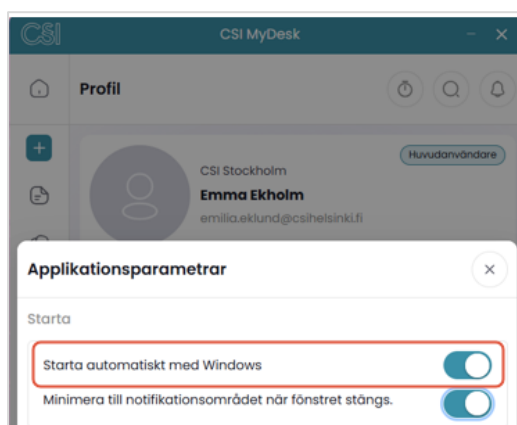 CSI
CSI MyDesk
Profil
Huvudanvändare
CSI Stockholm
Emma Ekholm
emilia.eklund@csihelsinki.fi
Applikationsparametrar
Starta
Starta automatiskt med Windows
Minimera till notifikationsområdet när fönstret stängs.